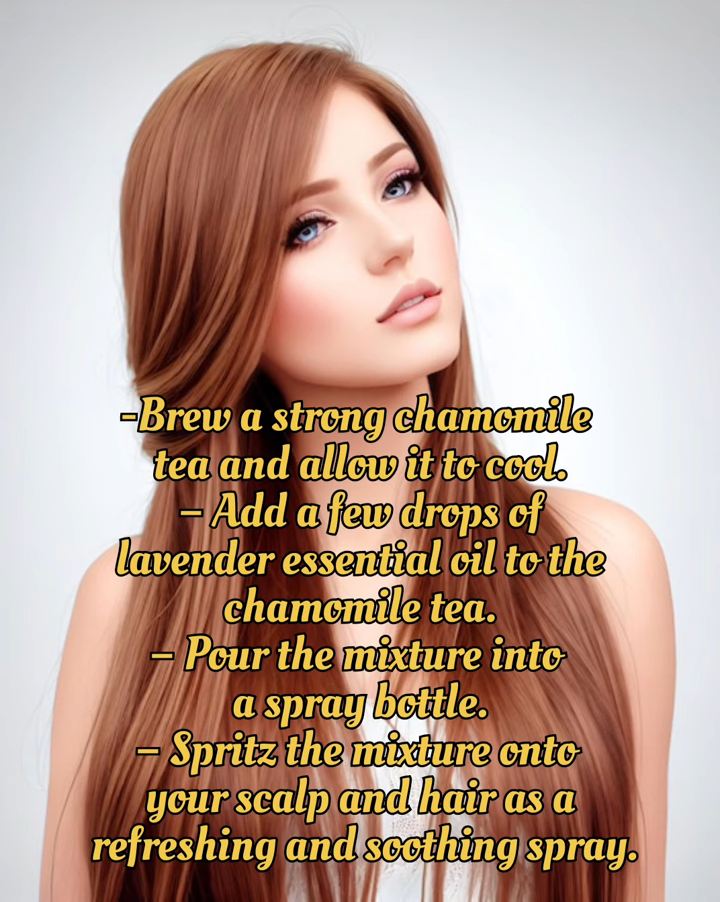 -Brew a strong chamomile
tea and allow it to cool.
– Add a few drops of
lavender essential oil to the
chamomile tea.
– Pour the mixture into
a spray bottle.
– Spritz the mixture onto
your scalp and hair as a
refreshing and soothing spray.